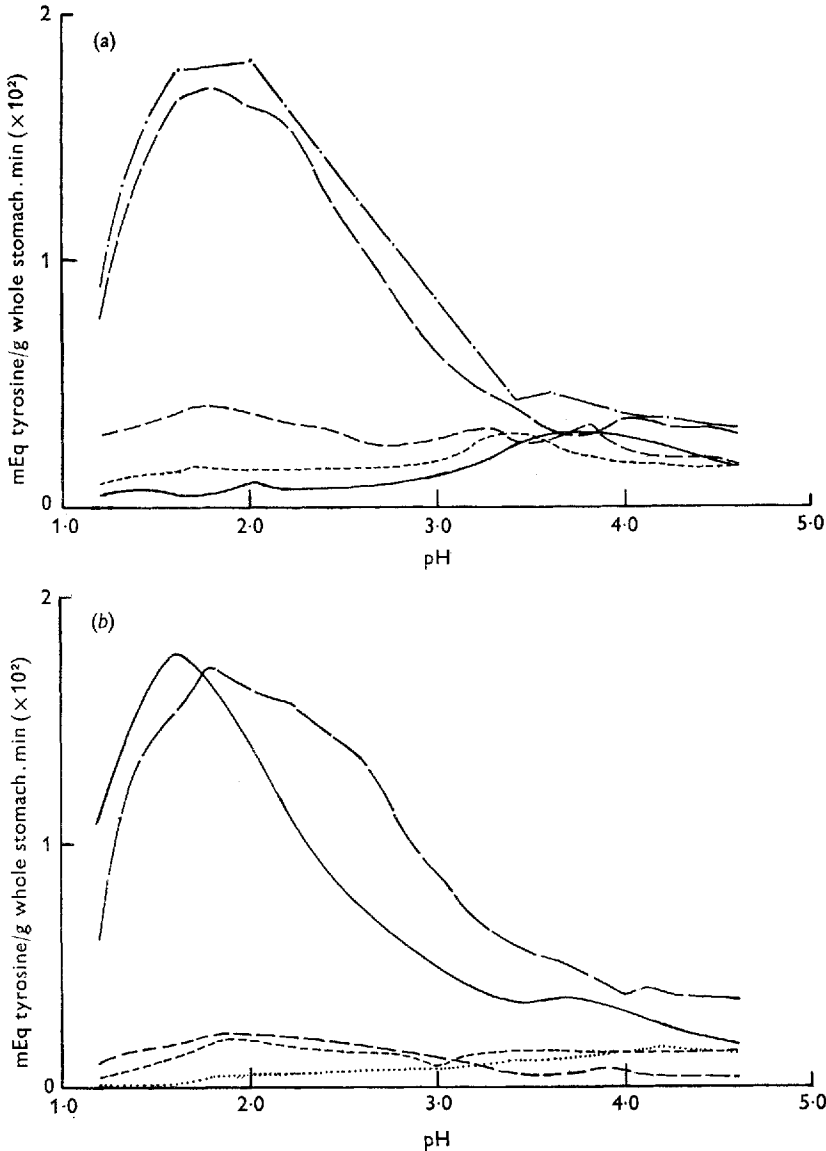 (a)
mEq tyrosine/g whole stomach . min (×10²)
2
1
0
1·0 2·0 3·0 4·0 5·0
pH
(b)
mEq tyrosine/g whole stomach . min (×10²)
2
1
0
1·0 2·0 3·0 4·0 5·0
pH